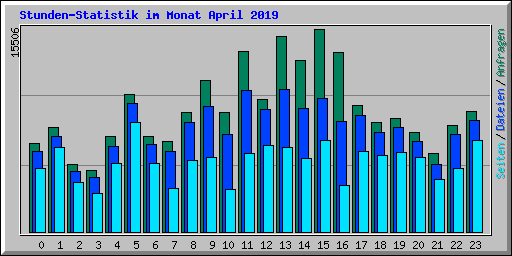 Stunden-Statistik im Monat April 2019
15506
Seiten/Dateien/Anfragen
0 1 2 3 4 5 6 7 8 9 10 11 12 13 14 15 16 17 18 19 20 21 22 23